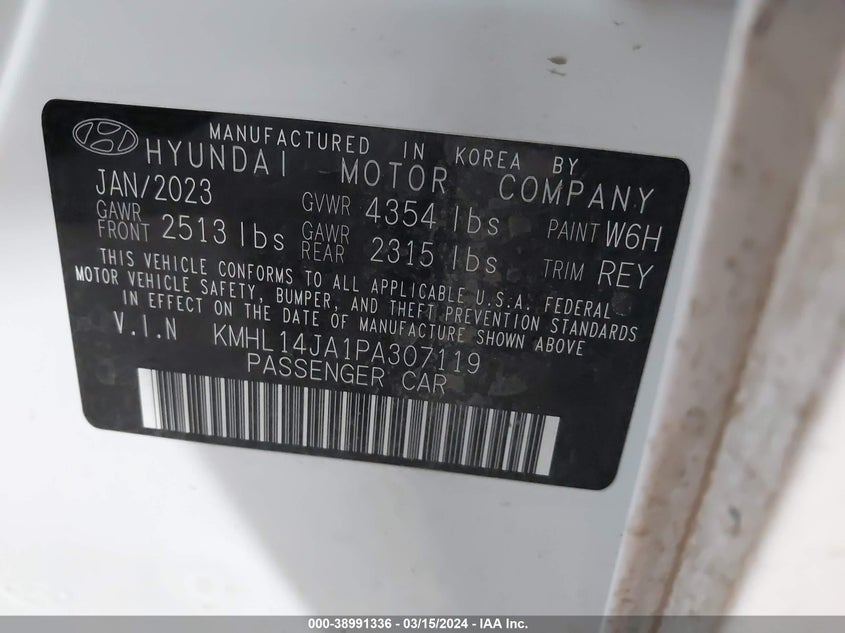 MANUFACTURED IN KOREA BY
HYUNDAI MOTOR COMPANY
JAN/2023 GVWR 4354 lbs PAINT W6H
GAWR FRONT 2513 lbs GAWR REAR 2315 lbs TRIM REY
THIS VEHICLE CONFORMS TO ALL APPLICABLE U.S.A. FEDERAL
MOTOR VEHICLE SAFETY, BUMPER, AND THEFT PREVENTION STANDARDS
IN EFFECT ON THE DATE OF MANUFACTURE SHOWN ABOVE
V.I.N KMHL14JA1PA307119
PASSENGER CAR
000-38991336 - 03/15/2024 - IAA Inc.